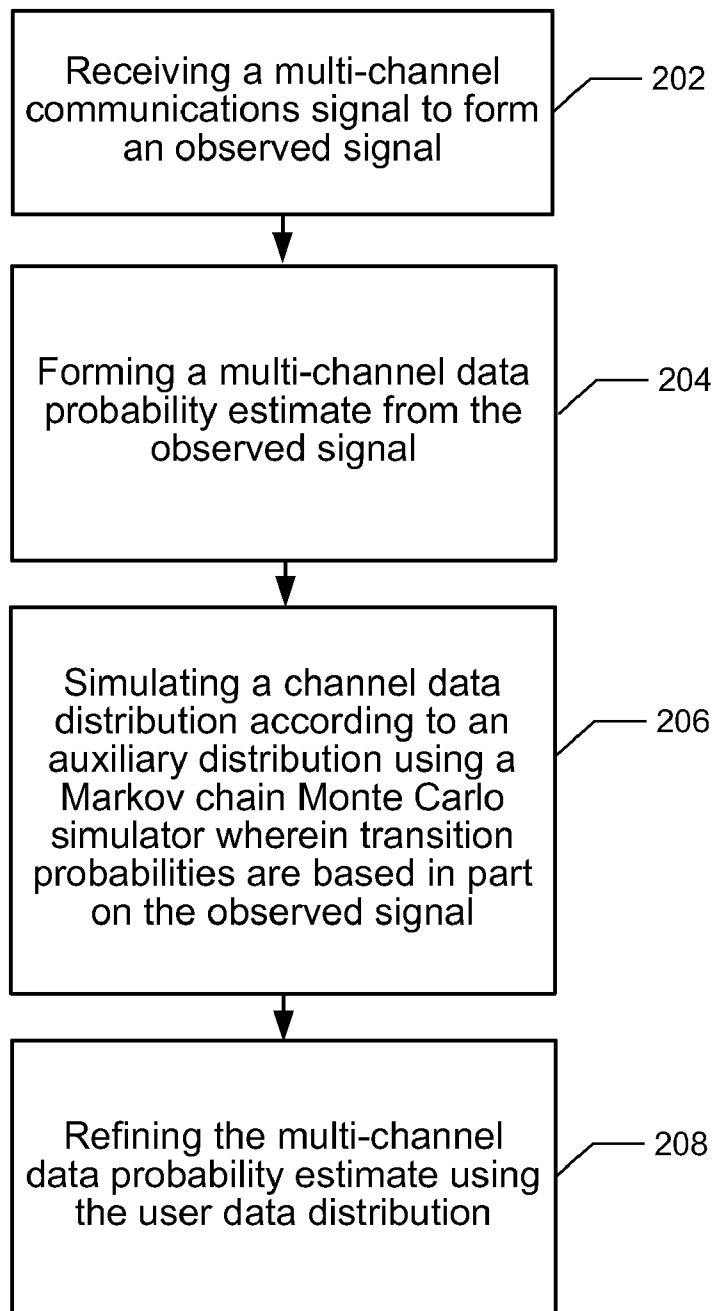 Receiving a multi-channel
communications signal to form
an observed signal
202
Forming a multi-channel data
probability estimate from the
observed signal
204
Simulating a channel data
distribution according to an
auxiliary distribution using a
Markov chain Monte Carlo
simulator wherein transition
probabilities are based in part
on the observed signal
206
Refining the multi-channel
data probability estimate using
the user data distribution
208